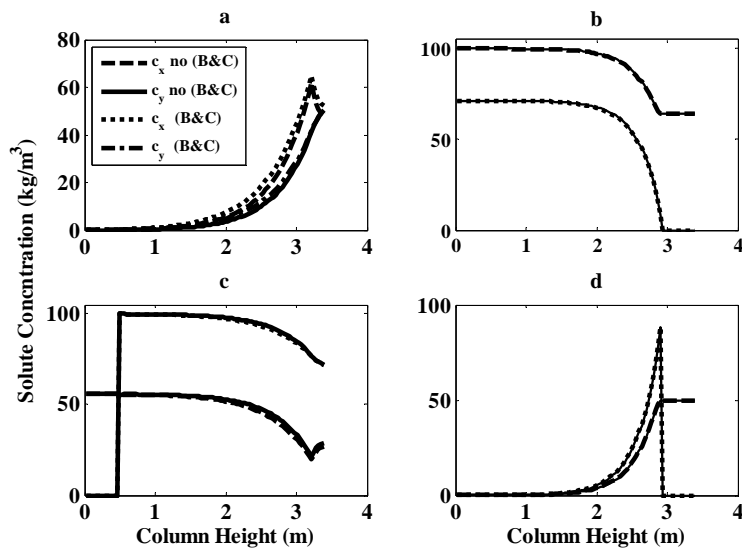 a
b
80
60
40
20
0
c_x no (B&C)
c_y no (B&C)
c_x (B&C)
c_y (B&C)
0 1 2 3 4
100
50
0
0 1 2 3 4
c
d
100
50
0
0 1 2 3 4
100
50
0
0 1 2 3 4
Solute Concntration (kg/m³)
Column Height (m)
Column Height (m)